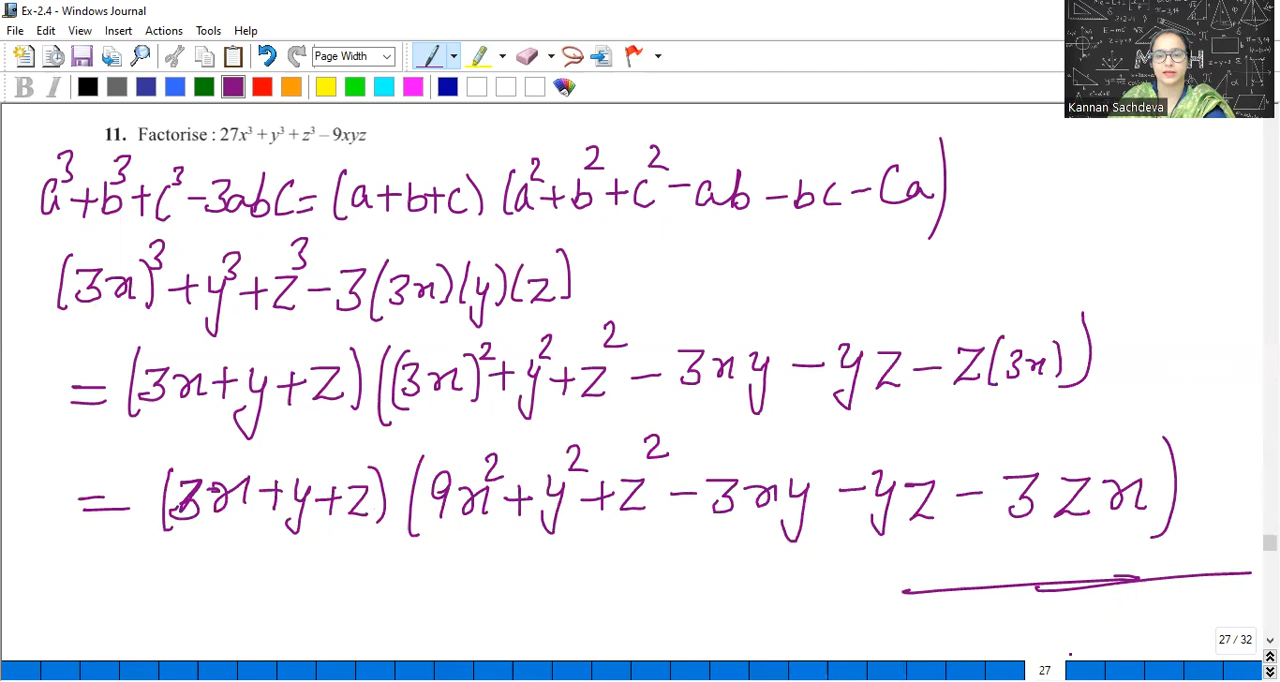 Ex-2.4 - Windows Journal
File Edit View Insert Actions Tools Help
Page Width
B I
Kannan Sachdeva
11. Factorise : 27x³ + y³ + z³ – 9xyz
a³+b³+c³-3abc=(a+b+c) (a²+b²+c²-ab-bc-ca)
(3x)³+y³+z³-3(3x)(y)(z)
= (3x+y+z)((3x)²+y²+z²-3xy-yz-z(3x))
= (3x+y+z) (9x²+y²+z²-3xy-yz-3zx)
27 / 32
27